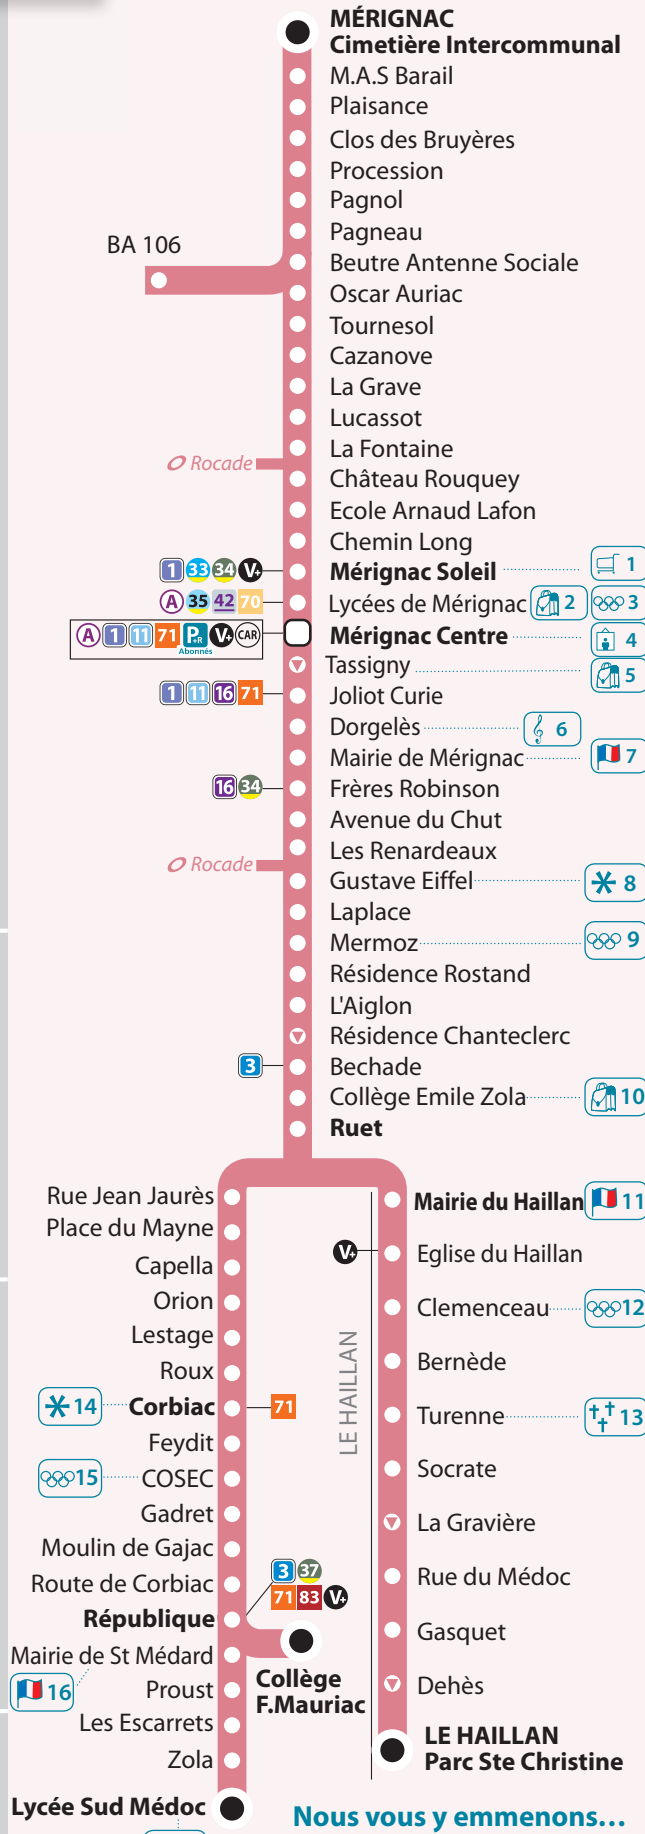 MÉRIGNAC
Cimetière Intercommunal
M.A.S Barail
Plaisance
Clos des Bruyères
Procession
Pagnol
Pagneau
BA 106
Beutre Antenne Sociale
Oscar Auriac
Tournesol
Cazanove
La Grave
Lucassot
La Fontaine
Rocade
Château Rouquey
Ecole Arnaud Lafon
Chemin Long
1 33 34 V+ Mérignac Soleil 1
A 35 42 70 Lycées de Mérignac 2 3
A 1 11 71 P+R Abonnés V+ CAR Mérignac Centre 4
Tassigny 5
1 11 16 71 Joliot Curie
Dorgelès 6
Mairie de Mérignac 7
16 34 Frères Robinson
Avenue du Chut
Les Renardeaux
Rocade
Gustave Eiffel 8
Laplace
Mermoz 9
Résidence Rostand
L'Aiglon
Résidence Chanteclerc
3 Bechade
Collège Emile Zola 10
Ruet
Rue Jean Jaurès
Place du Mayne
Capella
Orion
Lestage
Roux
14 Corbiac 71
Feydit
15 COSEC
Gadret
Moulin de Gajac
Route de Corbiac
3 37
71 83 V+
République
Collège
F.Mauriac
Mairie de St Médard
16
Proust
Les Escarrets
Zola
Lycée Sud Médoc
LE HAILLAN
Mairie du Haillan 11
V+ Eglise du Haillan
Clemenceau 12
Bernède
Turenne 13
Socrate
La Gravière
Rue du Médoc
Gasquet
Dehès
LE HAILLAN
Parc Ste Christine
Nous vous y emmenons…